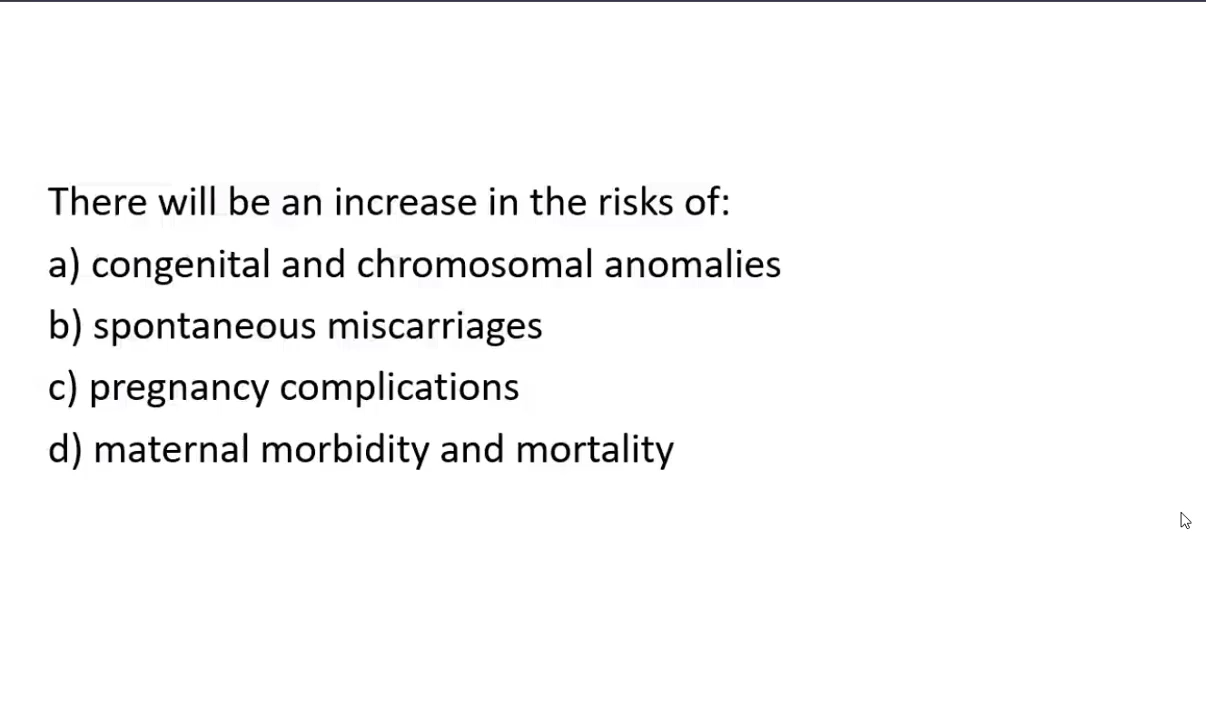 There will be an increase in the risks of:
a) congenital and chromosomal anomalies
b) spontaneous miscarriages
c) pregnancy complications
d) maternal morbidity and mortality